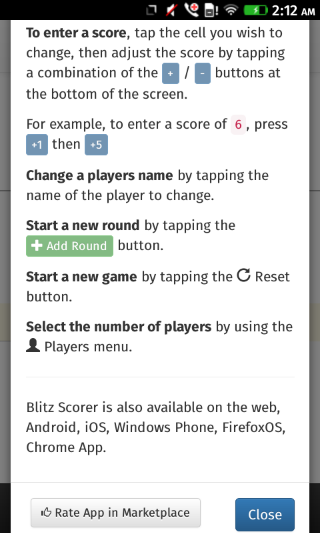 2:12 AM
To enter a score, tap the cell you wish to
change, then adjust the score by tapping
a combination of the + / - buttons at
the bottom of the screen.
For example, to enter a score of 6 , press
+1 then +5
Change a players name by tapping the
name of the player to change.
Start a new round by tapping the
+ Add Round button.
Start a new game by tapping the Reset
button.
Select the number of players by using the
Players menu.
Blitz Scorer is also available on the web,
Android, iOS, Windows Phone, FirefoxOS,
Chrome App.
Rate App in Marketplace
Close